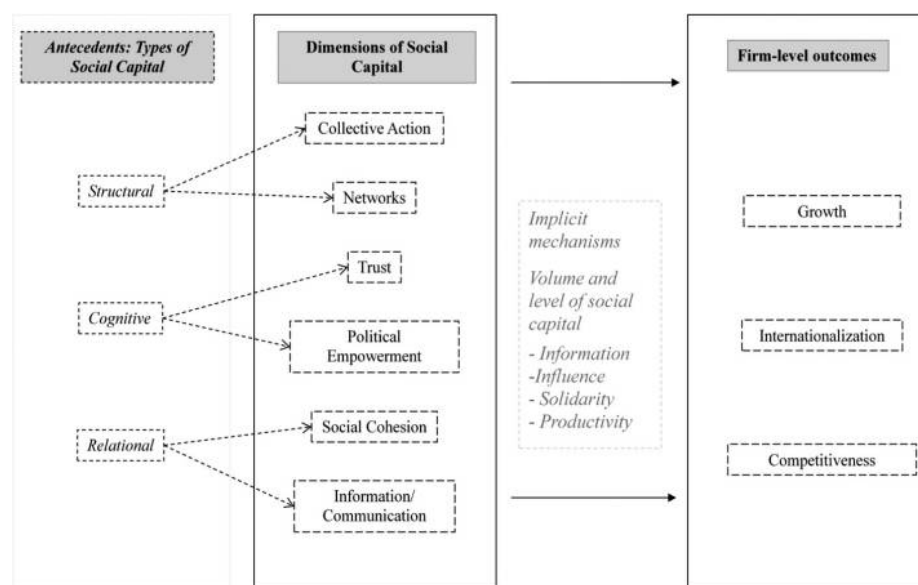 Antecedents: Types of
Social Capital
Structural
Cognitive
Relational
Dimensions of Social
Capital
Collective Action
Networks
Trust
Political
Empowerment
Social Cohesion
Information/
Communication
Implicit
mechanisms
Volume and
level of social
capital
- Information
-Influence
- Solidarity
- Productivity
Firm-level outcomes
Growth
Internationalization
Competitiveness